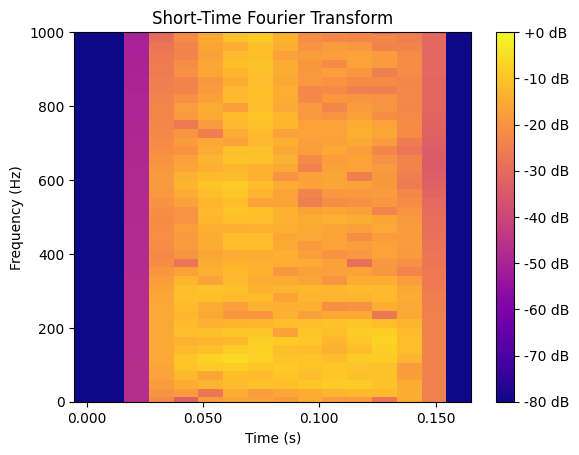 Short-Time Fourier Transform
1000
800
600
400
200
0
Frequency (Hz)
0.000
0.050
0.100
0.150
Time (s)
+0 dB
-10 dB
-20 dB
-30 dB
-40 dB
-50 dB
-60 dB
-70 dB
-80 dB